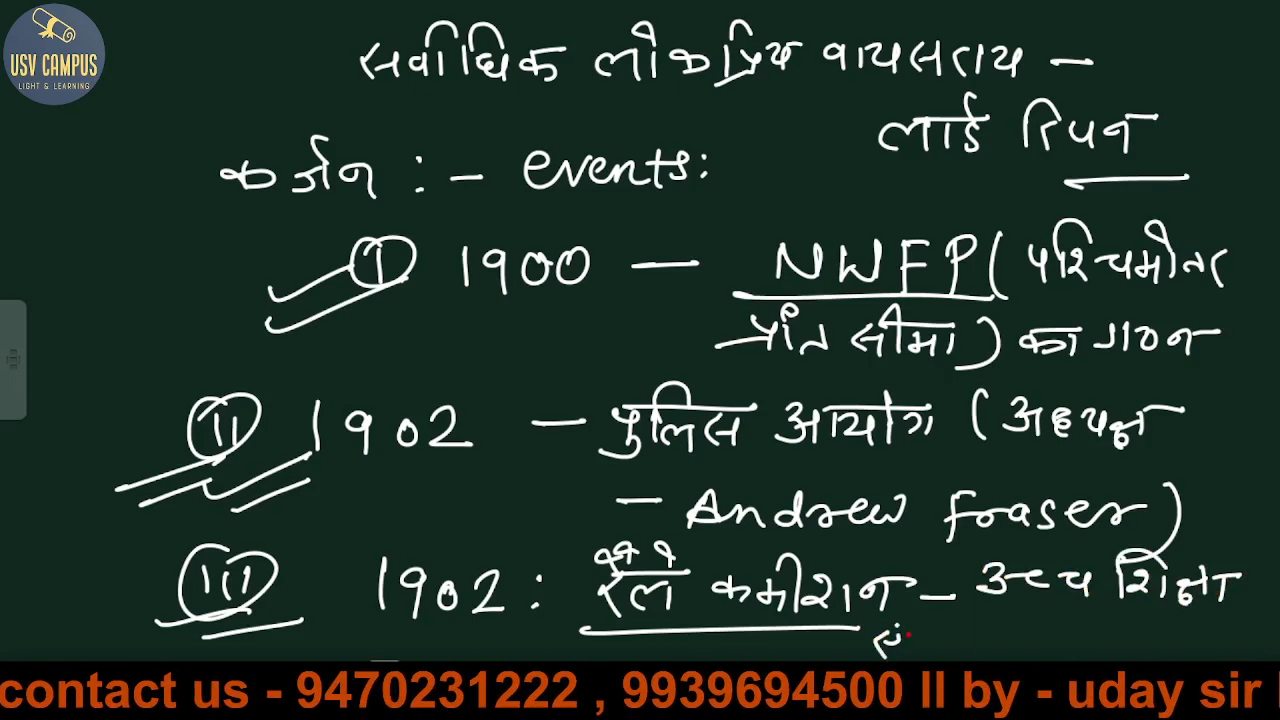 USV CAMPUS
LIGHT & LEARNING
सर्वाधिक लोकप्रिय वायसराय -
लार्ड रिपन
कर्जन :- events:
I 1900 - NWFP (पश्चिमोत्तर
प्रांत सीमा) का गठन
II 1902 - पुलिस आयोग (अध्यक्ष
- Andrew Fraser)
III 1902 : रैले कमीशन - उच्च शिक्षा
से
contact us - 9470231222 , 9939694500 ll by - uday sir